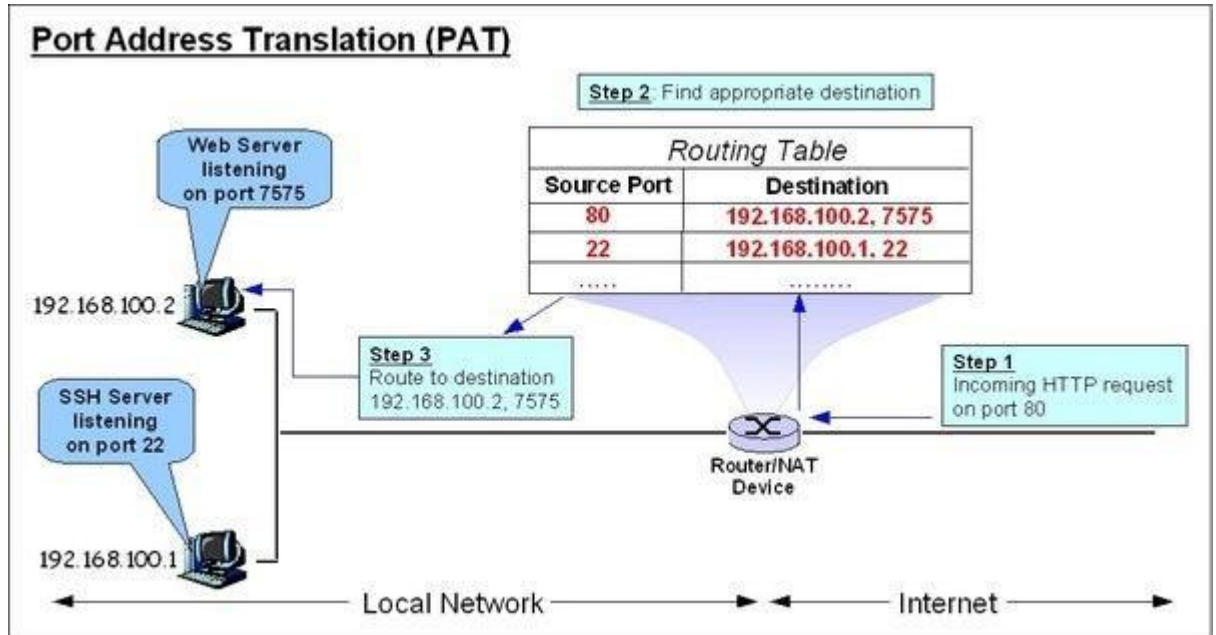 Port Address Translation (PAT)
Step 2: Find appropriate destination
Web Server
listening
on port 7575
Routing Table
Source Port Destination
80 192.168.100.2, 7575
22 192.168.100.1. 22
..... ........
192.168.100.2
Step 3
Route to destination
192.168.100.2, 7575
Step 1
Incoming HTTP request
on port 80
SSH Server
listening
on port 22
Router/NAT
Device
192.168.100.1
Local Network
Internet